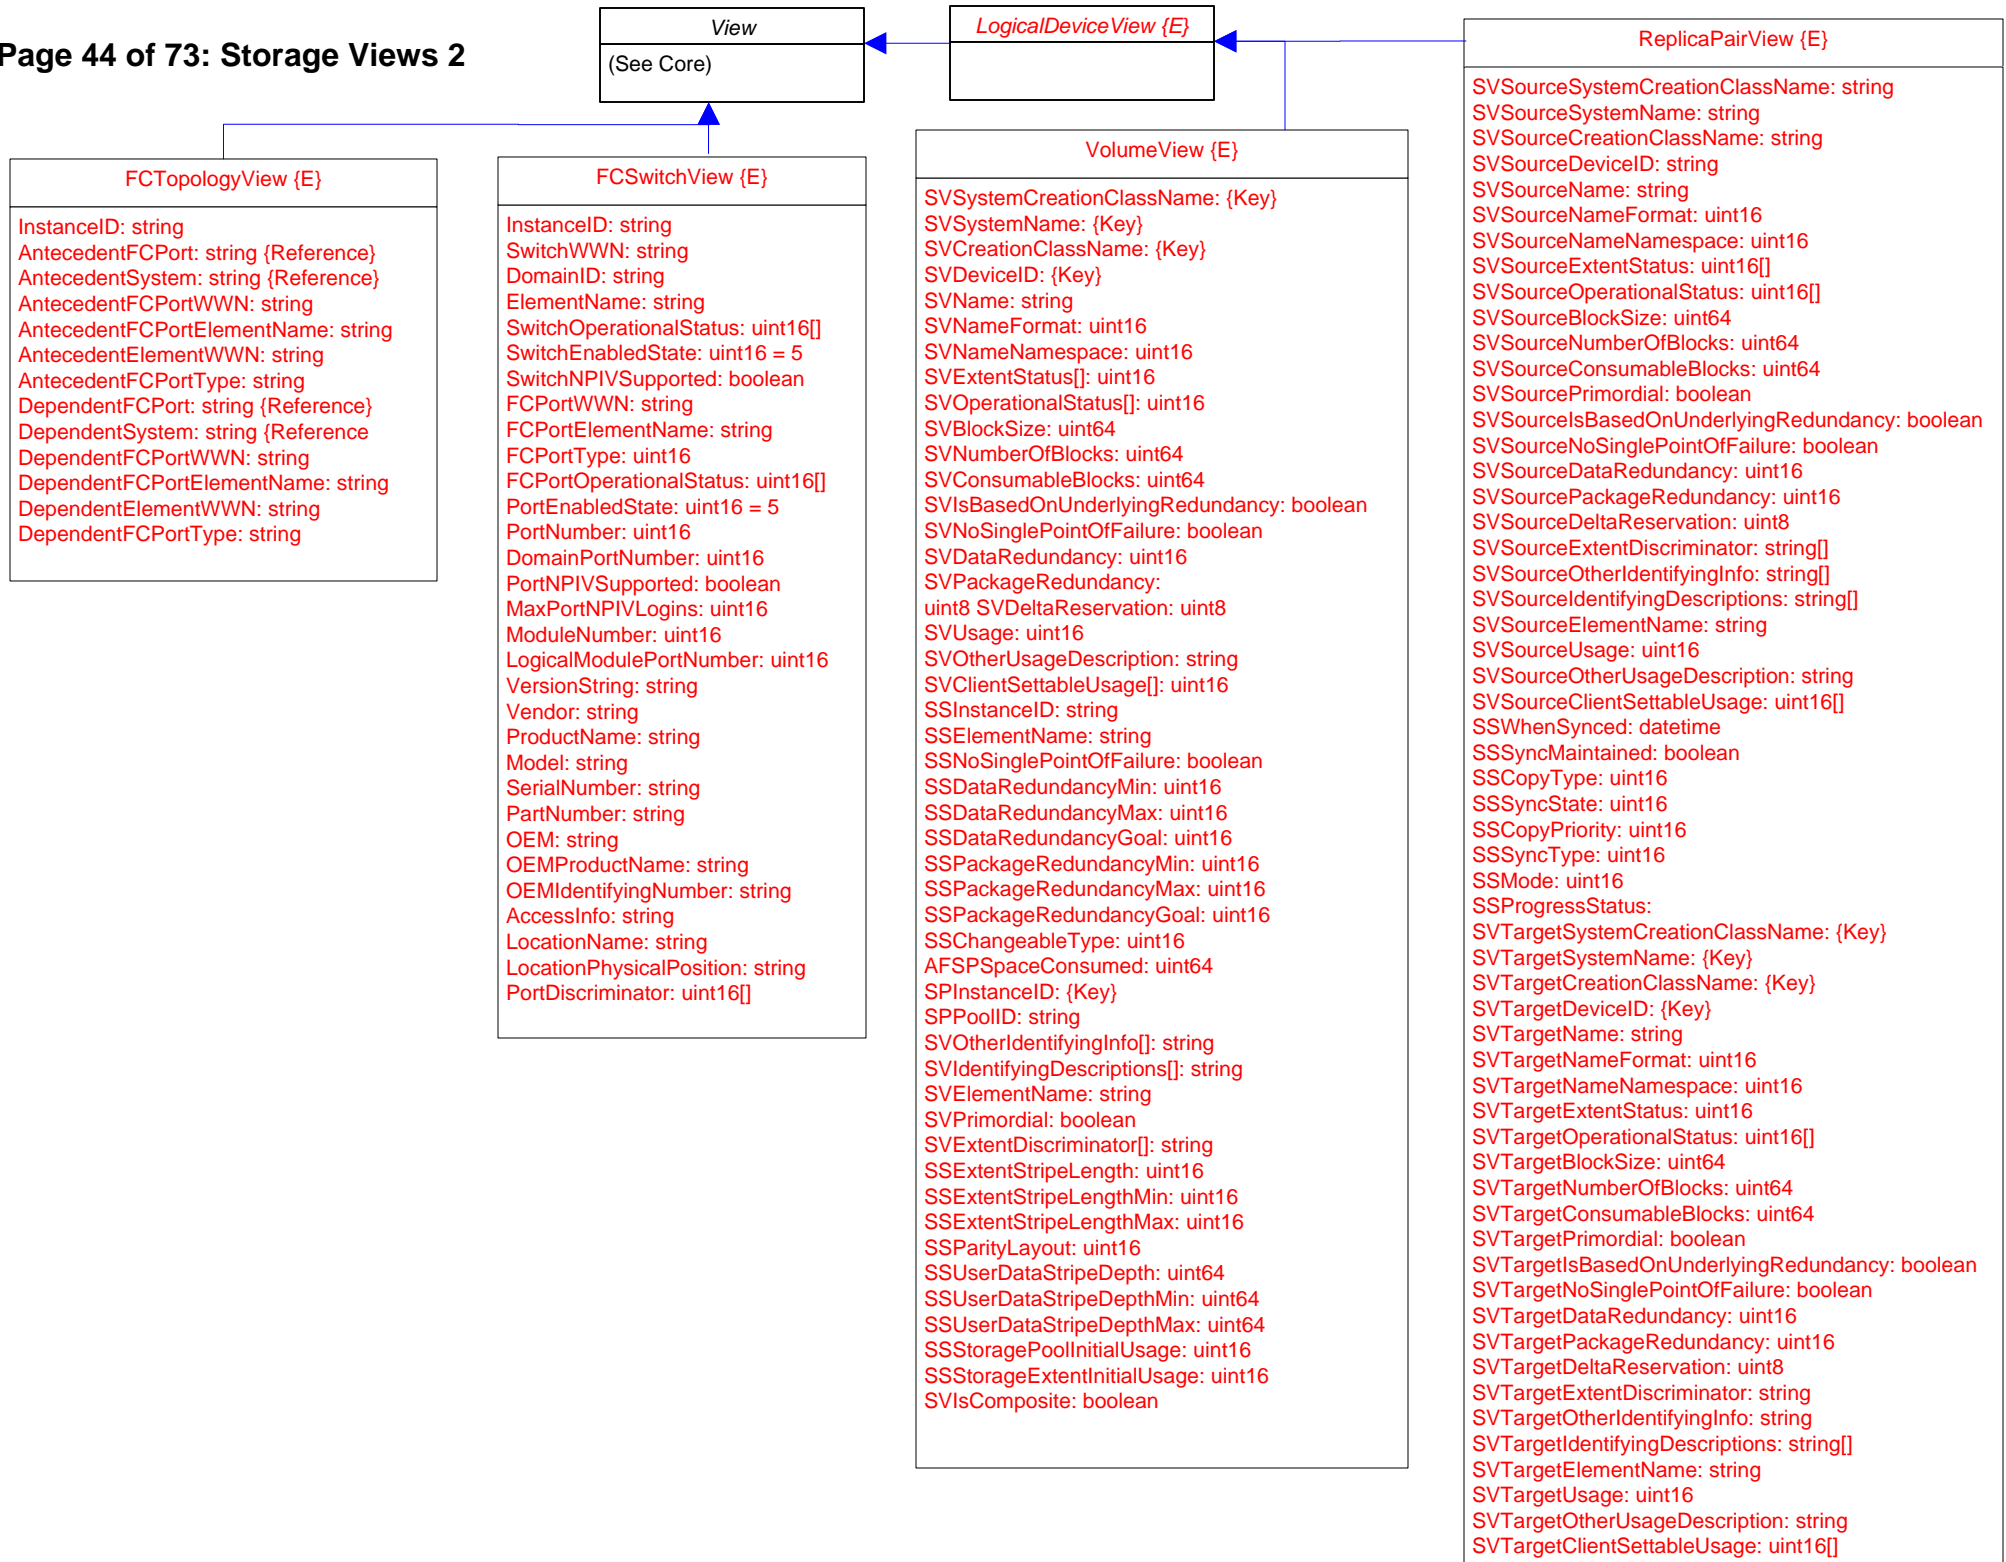 Page 44 of 73: Storage Views 2
View
(See Core)
LogicalDeviceView {E}
FCTopologyView {E}
InstanceID: string
AntecedentFCPort: string {Reference}
AntecedentSystem: string {Reference}
AntecedentFCPortWWN: string
AntecedentFCPortElementName: string
AntecedentElementWWN: string
AntecedentFCPortType: string
DependentFCPort: string {Reference}
DependentSystem: string {Reference
DependentFCPortWWN: string
DependentFCPortElementName: string
DependentElementWWN: string
DependentFCPortType: string
FCSwitchView {E}
InstanceID: string
SwitchWWN: string
DomainID: string
ElementName: string
SwitchOperationalStatus: uint16[]
SwitchEnabledState: uint16 = 5
SwitchNPIVSupported: boolean
FCPortWWN: string
FCPortElementName: string
FCPortType: uint16
FCPortOperationalStatus: uint16[]
PortEnabledState: uint16 = 5
PortNumber: uint16
DomainPortNumber: uint16
PortNPIVSupported: boolean
MaxPortNPIVLogins: uint16
ModuleNumber: uint16
LogicalModulePortNumber: uint16
VersionString: string
Vendor: string
ProductName: string
Model: string
SerialNumber: string
PartNumber: string
OEM: string
OEMProductName: string
OEMIdentifyingNumber: string
AccessInfo: string
LocationName: string
LocationPhysicalPosition: string
PortDiscriminator: uint16[]
VolumeView {E}
SVSystemCreationClassName: {Key}
SVSystemName: {Key}
SVCreationClassName: {Key}
SVDeviceID: {Key}
SVName: string
SVNameFormat: uint16
SVNameNamespace: uint16
SVExtentStatus[]: uint16
SVOperationalStatus[]: uint16
SVBlockSize: uint64
SVNumberOfBlocks: uint64
SVConsumableBlocks: uint64
SVIsBasedOnUnderlyingRedundancy: boolean
SVNoSinglePointOfFailure: boolean
SVDataRedundancy: uint16
SVPackageRedundancy:
uint8 SVDeltaReservation: uint8
SVUsage: uint16
SVOtherUsageDescription: string
SVClientSettableUsage[]: uint16
SSInstanceID: string
SSElementName: string
SSNoSinglePointOfFailure: boolean
SSDataRedundancyMin: uint16
SSDataRedundancyMax: uint16
SSDataRedundancyGoal: uint16
SSPackageRedundancyMin: uint16
SSPackageRedundancyMax: uint16
SSPackageRedundancyGoal: uint16
SSChangeableType: uint16
AFSPSpaceConsumed: uint64
SPInstanceID: {Key}
SPPoolID: string
SVOtherIdentifyingInfo[]: string
SVIdentifyingDescriptions[]: string
SVElementName: string
SVPrimordial: boolean
SVExtentDiscriminator[]: string
SSExtentStripeLength: uint16
SSExtentStripeLengthMin: uint16
SSExtentStripeLengthMax: uint16
SSParityLayout: uint16
SSUserDataStripeDepth: uint64
SSUserDataStripeDepthMin: uint64
SSUserDataStripeDepthMax: uint64
SSStoragePoolInitialUsage: uint16
SSStorageExtentInitialUsage: uint16
SVIsComposite: boolean
ReplicaPairView {E}
SVSourceSystemCreationClassName: string
SVSourceSystemName: string
SVSourceCreationClassName: string
SVSourceDeviceID: string
SVSourceName: string
SVSourceNameFormat: uint16
SVSourceNameNamespace: uint16
SVSourceExtentStatus: uint16[]
SVSourceOperationalStatus: uint16[]
SVSourceBlockSize: uint64
SVSourceNumberOfBlocks: uint64
SVSourceConsumableBlocks: uint64
SVSourcePrimordial: boolean
SVSourceIsBasedOnUnderlyingRedundancy: boolean
SVSourceNoSinglePointOfFailure: boolean
SVSourceDataRedundancy: uint16
SVSourcePackageRedundancy: uint16
SVSourceDeltaReservation: uint8
SVSourceExtentDiscriminator: string[]
SVSourceOtherIdentifyingInfo: string[]
SVSourceIdentifyingDescriptions: string[]
SVSourceElementName: string
SVSourceUsage: uint16
SVSourceOtherUsageDescription: string
SVSourceClientSettableUsage: uint16[]
SSWhenSynced: datetime
SSSyncMaintained: boolean
SSCopyType: uint16
SSSyncState: uint16
SSCopyPriority: uint16
SSSyncType: uint16
SSMode: uint16
SSProgressStatus:
SVTargetSystemCreationClassName: {Key}
SVTargetSystemName: {Key}
SVTargetCreationClassName: {Key}
SVTargetDeviceID: {Key}
SVTargetName: string
SVTargetNameFormat: uint16
SVTargetNameNamespace: uint16
SVTargetExtentStatus: uint16
SVTargetOperationalStatus: uint16[]
SVTargetBlockSize: uint64
SVTargetNumberOfBlocks: uint64
SVTargetConsumableBlocks: uint64
SVTargetPrimordial: boolean
SVTargetIsBasedOnUnderlyingRedundancy: boolean
SVTargetNoSinglePointOfFailure: boolean
SVTargetDataRedundancy: uint16
SVTargetPackageRedundancy: uint16
SVTargetDeltaReservation: uint8
SVTargetExtentDiscriminator: string
SVTargetOtherIdentifyingInfo: string
SVTargetIdentifyingDescriptions: string[]
SVTargetElementName: string
SVTargetUsage: uint16
SVTargetOtherUsageDescription: string
SVTargetClientSettableUsage: uint16[]